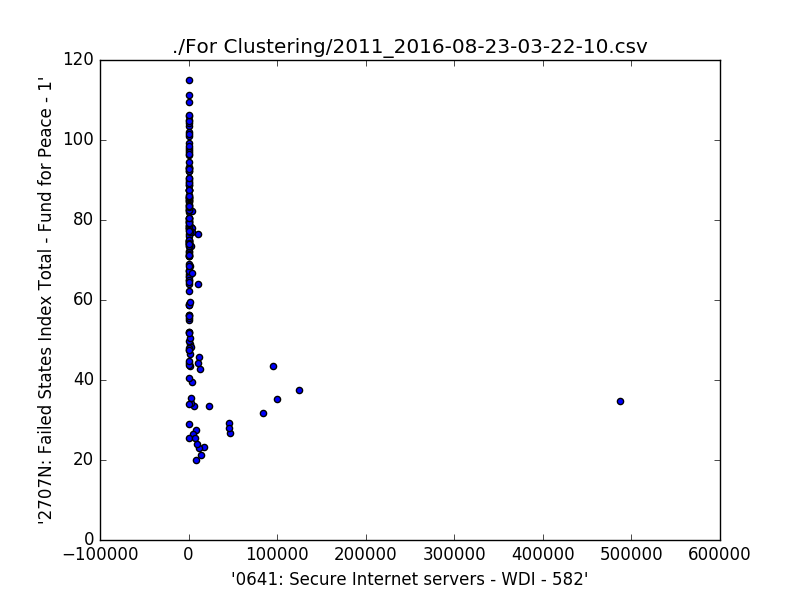 ./For Clustering/2011_2016-08-23-03-22-10.csv
120
100
80
60
40
20
0
'2707N: Failed States Index Total - Fund for Peace - 1'
−100000 0 100000 200000 300000 400000 500000 600000
'0641: Secure Internet servers - WDI - 582'